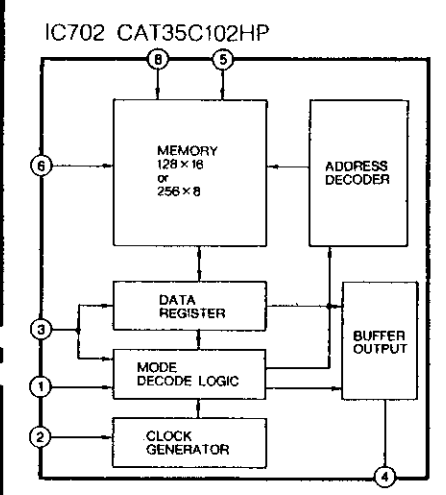 IC702 CAT35C102HP
8
5
MEMORY
128 × 16
or
256 × 8
6
ADDRESS
DECODER
DATA
REGISTER
3
BUFFER
OUTPUT
MODE
DECODE LOGIC
1
2
CLOCK
GENERATOR
4